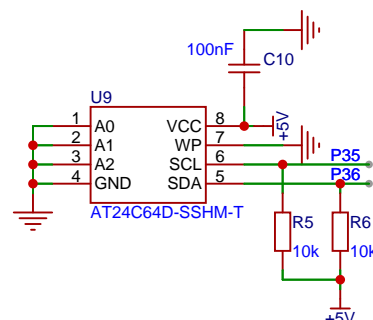 100nF
C10
U9
1 A0 VCC 8 +5V
2 A1 WP 7
3 A2 SCL 6 P35
4 GND SDA 5 P36
AT24C64D-SSHM-T
R5 R6
10k 10k
+5V